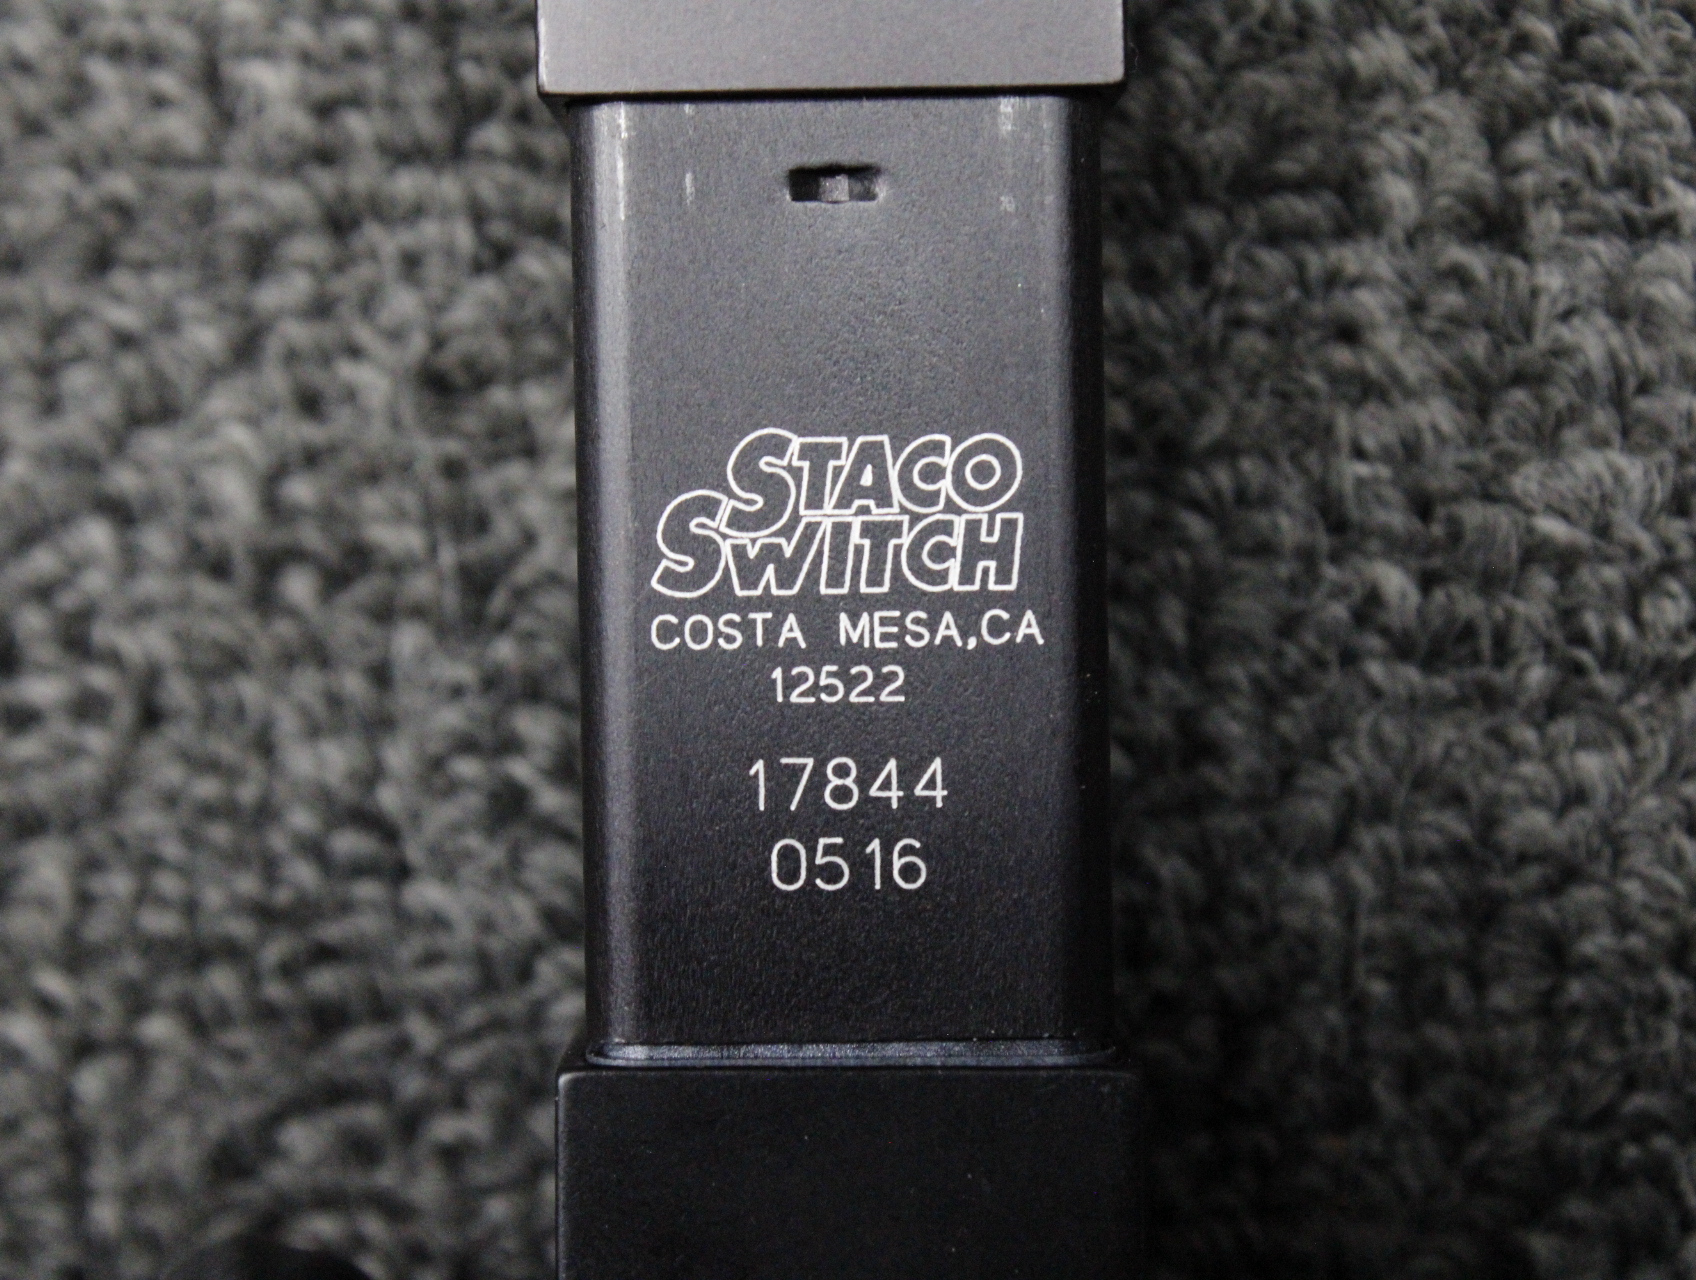 STACO
SWITCH
COSTA MESA,CA
12522
17844
0516